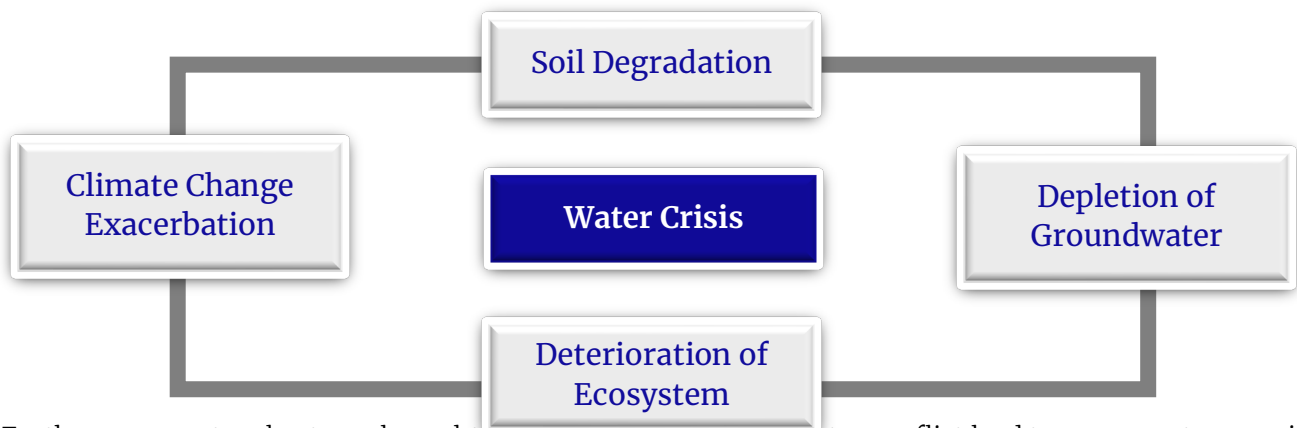 Soil Degradation
Climate Change
Exacerbation
Water Crisis
Depletion of
Groundwater
Deterioration of
Ecosystem